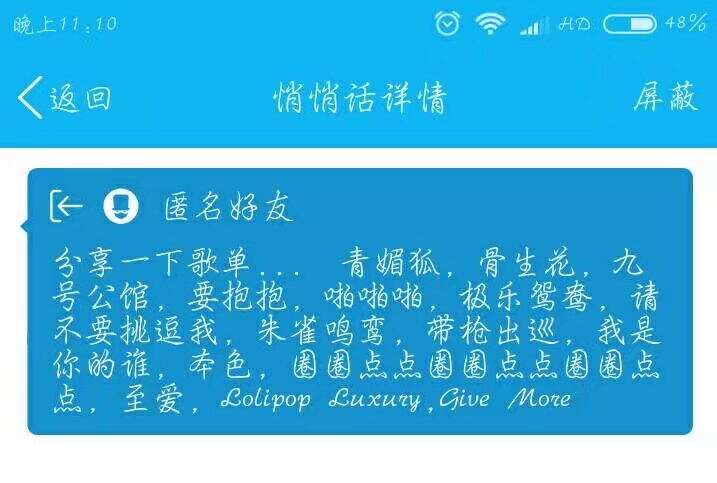 晚上11:10 HD 48%
返回 悄悄话详情 屏蔽
匿名好友
分享一下歌单... 青媚狐，骨生花，九
号公馆，要抱抱，啪啪啪，极乐鸳鸯，请
不要挑逗我，朱雀鸣鸾，带枪出巡，我是
你的谁，本色，圈圈点点圈圈点点圈圈点
点，至爱，Lolipop Luxury,Give More